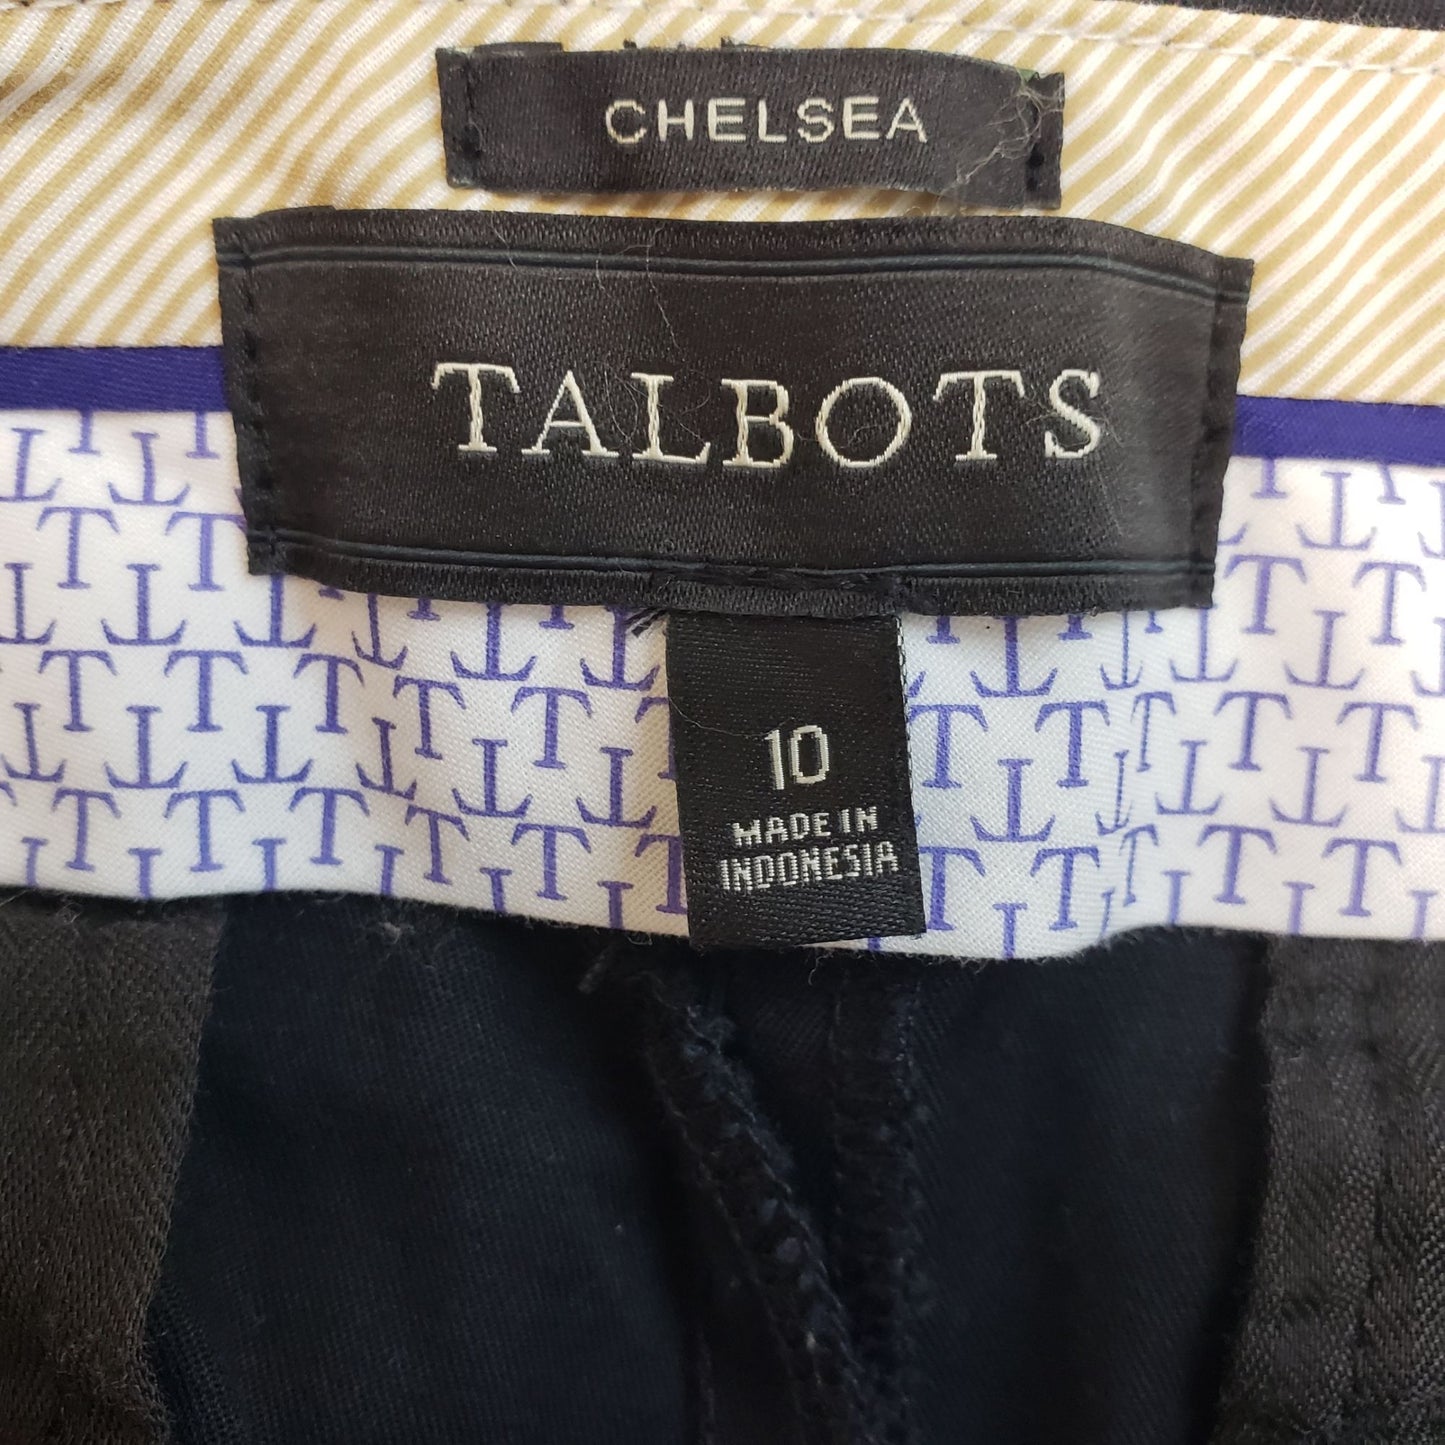 CHELSEA
TALBOTS
10
MADE IN
INDONESIA